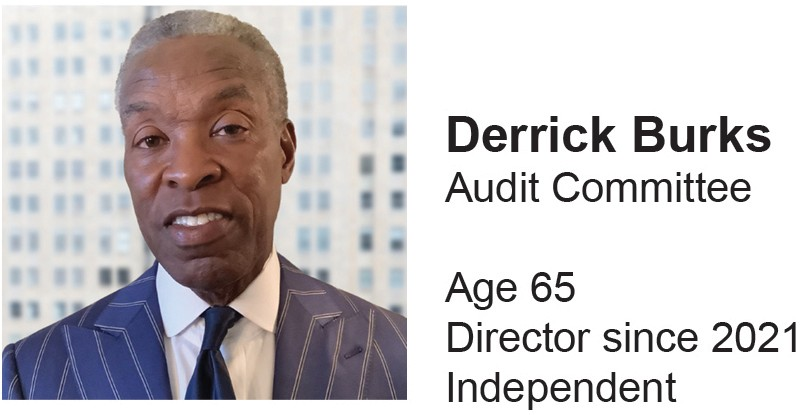 Derrick Burks
Audit Committee
Age 65
Director since 2021
Independent